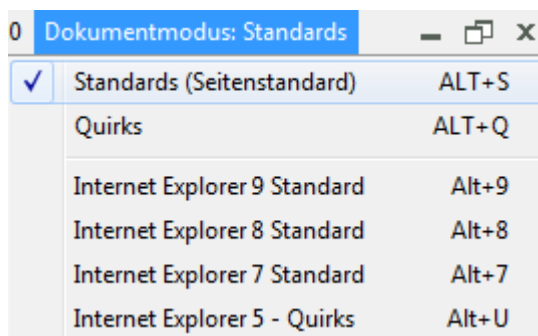 0 Dokumentmodus: Standards
Standards (Seitenstandard) ALT+S
Quirks ALT+Q
Internet Explorer 9 Standard Alt+9
Internet Explorer 8 Standard Alt+8
Internet Explorer 7 Standard Alt+7
Internet Explorer 5 - Quirks Alt+U